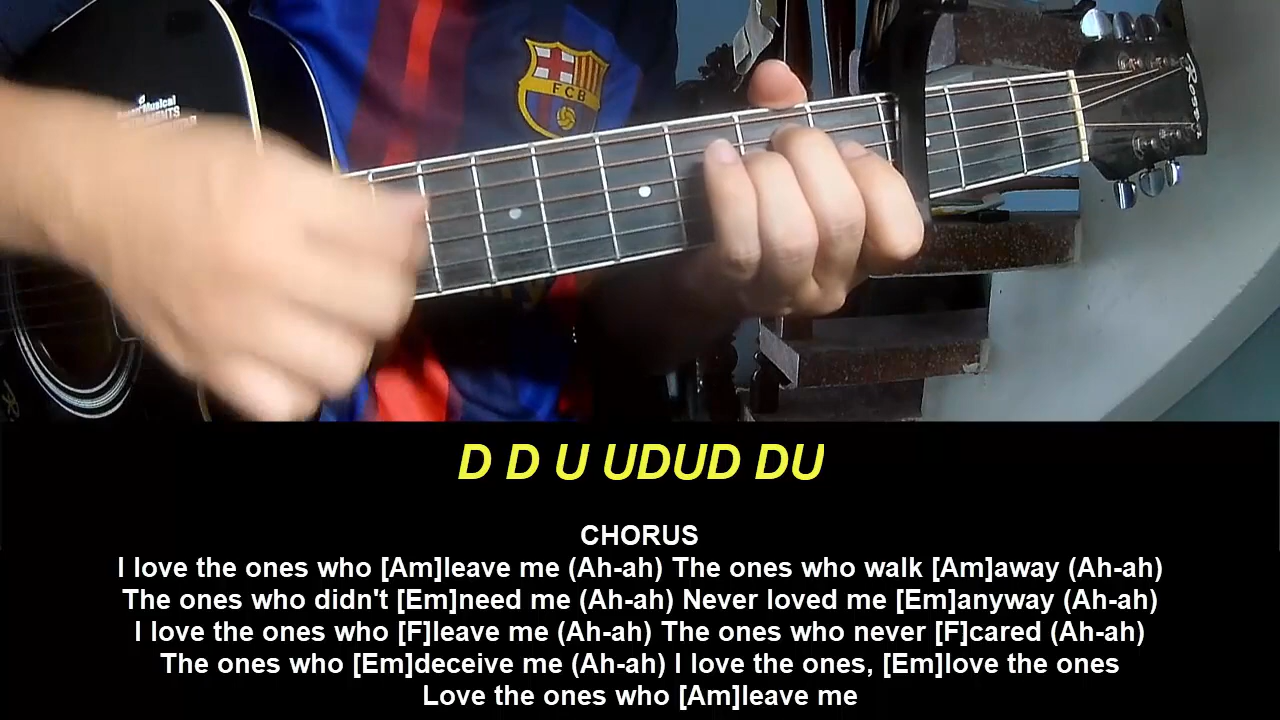 Musical
FCB
D D U UDUD DU
CHORUS
I love the ones who [Am]leave me (Ah-ah) The ones who walk [Am]away (Ah-ah)
The ones who didn't [Em]need me (Ah-ah) Never loved me [Em]anyway (Ah-ah)
I love the ones who [F]leave me (Ah-ah) The ones who never [F]cared (Ah-ah)
The ones who [Em]deceive me (Ah-ah) I love the ones, [Em]love the ones
Love the ones who [Am]leave me